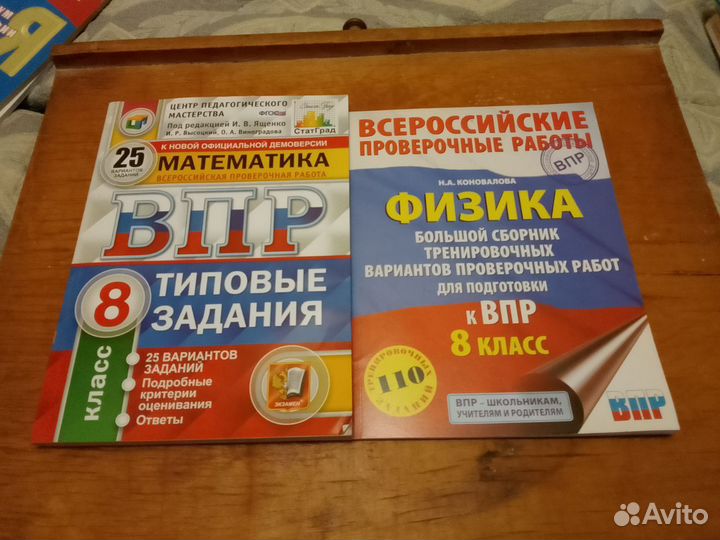 ЦЕНТР ПЕДАГОГИЧЕСКОГО
МАСТЕРСТВА
ФГОС
Под редакцией И. В. Ященко
И. Р. Высоцкий, О. А. Виноградова
СтатГрад
К НОВОЙ ОФИЦИАЛЬНОЙ ДЕМОВЕРСИИ
25
ВАРИАНТОВ
ЗАДАНИЙ
МАТЕМАТИКА
ВСЕРОССИЙСКАЯ ПРОВЕРОЧНАЯ РАБОТА
ВПР
8
класс
ТИПОВЫЕ
ЗАДАНИЯ
25 ВАРИАНТОВ
ЗАДАНИЙ
Подробные
критерии
оценивания
Ответы
ЭКЗАМЕН
ВСЕРОССИЙСКИЕ
ПРОВЕРОЧНЫЕ РАБОТЫ
ВПР
Н.А. КОНОВАЛОВА
ФИЗИКА
БОЛЬШОЙ СБОРНИК
ТРЕНИРОВОЧНЫХ
ВАРИАНТОВ ПРОВЕРОЧНЫХ РАБОТ
ДЛЯ ПОДГОТОВКИ
К ВПР
8 КЛАСС
ТРЕНИРОВОЧНЫХ
110
ЗАДАНИЙ
ВПР – ШКОЛЬНИКАМ,
УЧИТЕЛЯМ И РОДИТЕЛЯМ
ВПР
Avito